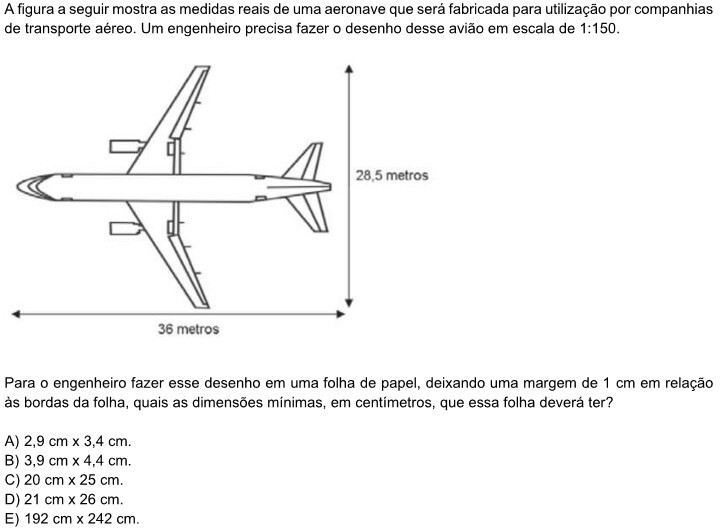 A figura a seguir mostra as medidas reais de uma aeronave que será fabricada para utilização por companhias
de transporte aéreo. Um engenheiro precisa fazer o desenho desse avião em escala de 1:150.
28,5 metros
36 metros
Para o engenheiro fazer esse desenho em uma folha de papel, deixando uma margem de 1 cm em relação
às bordas da folha, quais as dimensões mínimas, em centímetros, que essa folha deverá ter?
A) 2,9 cm x 3,4 cm.
B) 3,9 cm x 4,4 cm.
C) 20 cm x 25 cm.
D) 21 cm x 26 cm.
E) 192 cm x 242 cm.